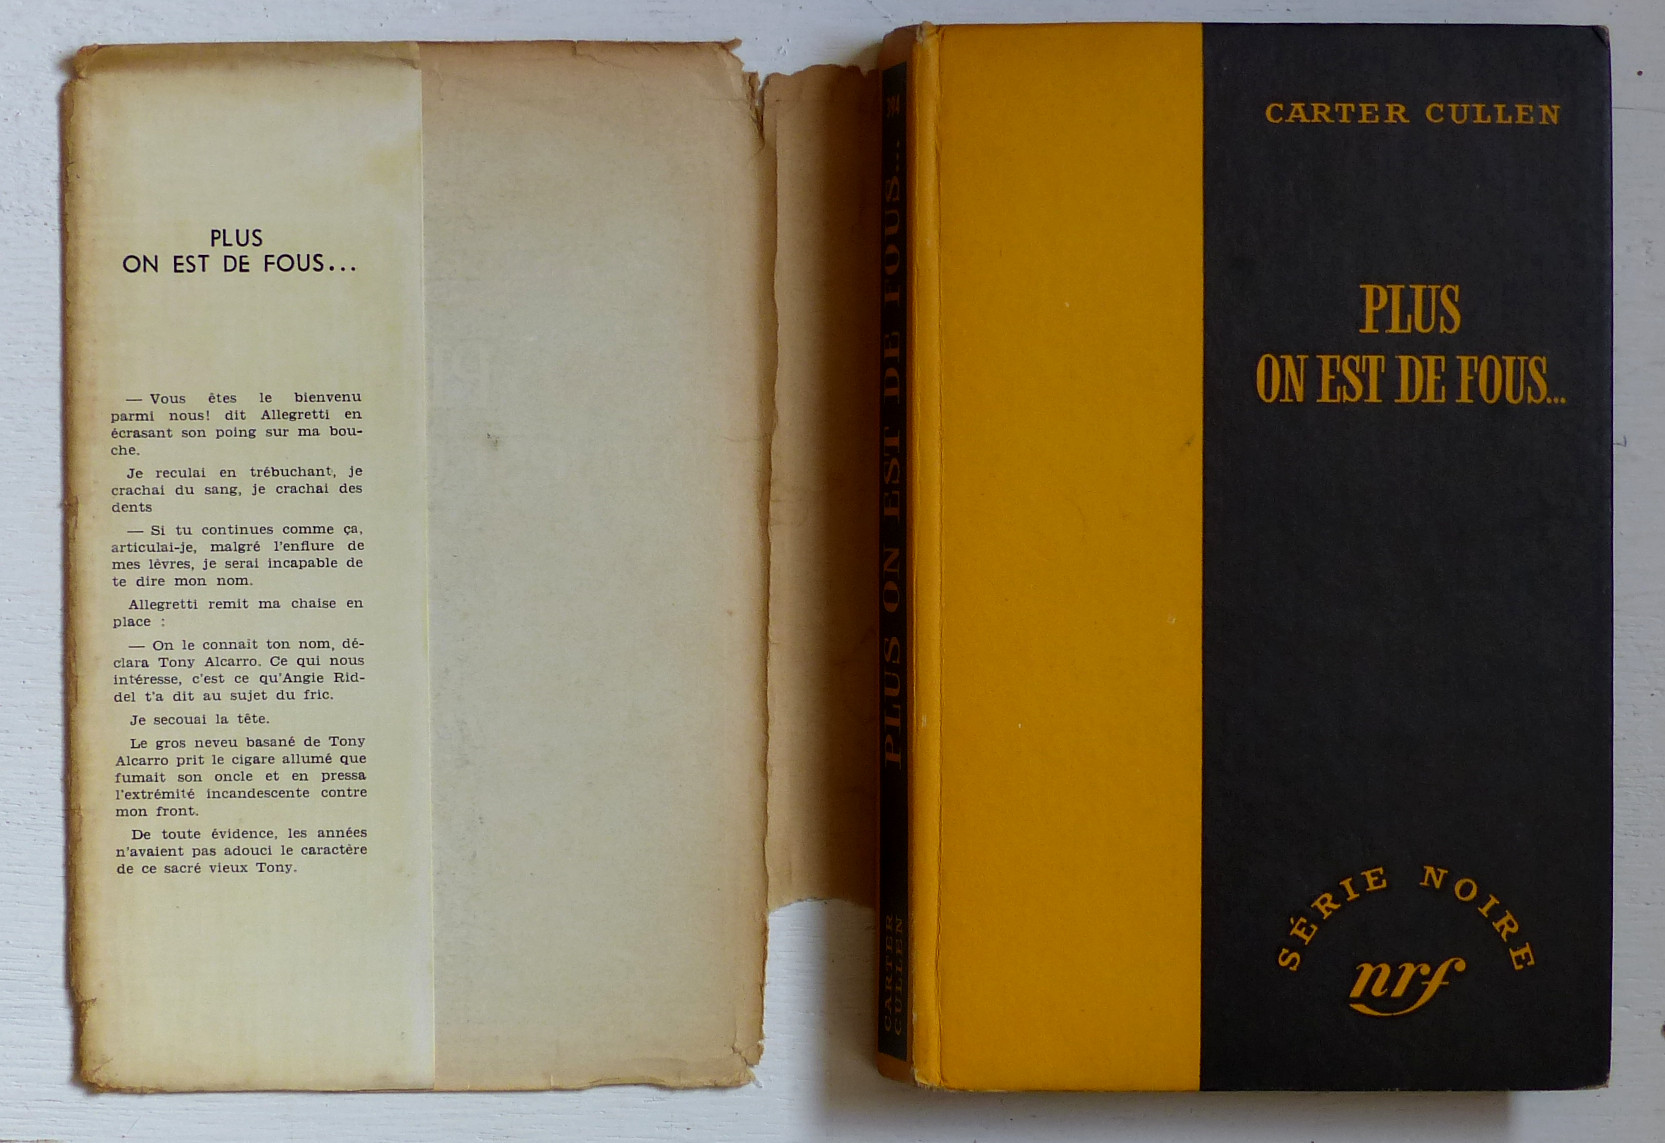 PLUS
ON EST DE FOUS...
— Vous êtes le bienvenu
parmi nous! dit Allegretti en
écrasant son poing sur ma bou-
che.
Je reculai en trébuchant, je
crachai du sang, je crachai des
dents
— Si tu continues comme ça,
articulai-je, malgré l'enflure de
mes lèvres, je serai incapable de
te dire mon nom.
Allegretti remit ma chaise en
place :
— On le connaît ton nom, dé-
clara Tony Alcarro. Ce qui nous
intéresse, c'est ce qu'Angie Rid-
del t'a dit au sujet du fric.
Je secouai la tête.
Le gros neveu basané de Tony
Alcarro prit le cigare allumé que
fumait son oncle et en pressa
l'extrémité incandescente contre
mon front.
De toute évidence, les années
n'avaient pas adouci le caractère
de ce sacré vieux Tony.
PLUS ON EST DE FOUS...
CARTER
CULLEN
CARTER CULLEN
PLUS
ON EST DE FOUS...
SÉRIE NOIRE
nrf